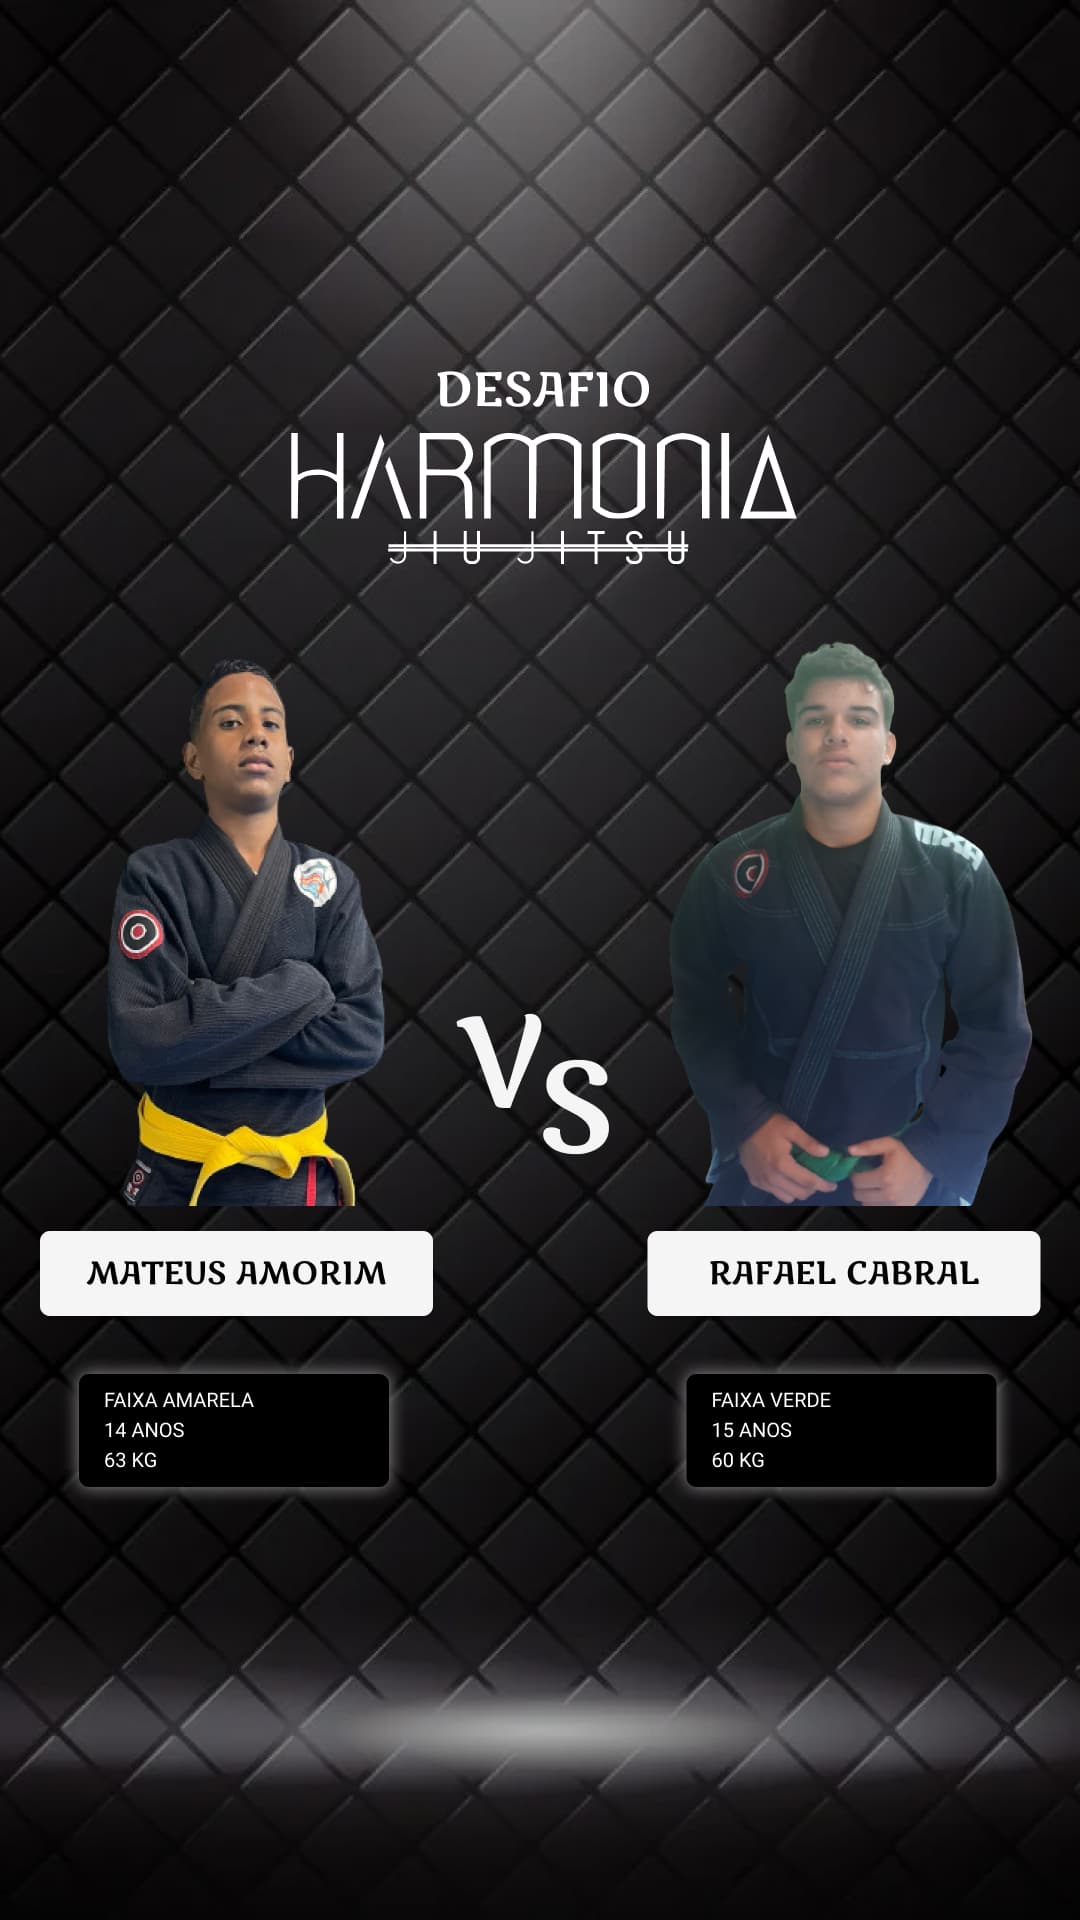 DESAFIO
HARMONIA
JIU JITSU
MXA
VS
MATEUS AMORIM
RAFAEL CABRAL
FAIXA AMARELA
14 ANOS
63 KG
FAIXA VERDE
15 ANOS
60 KG